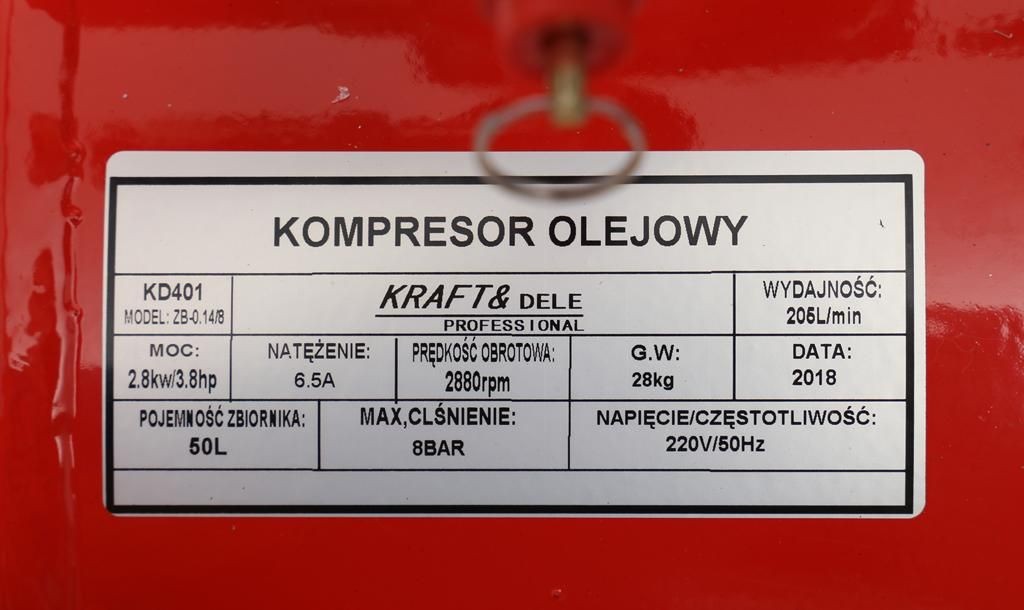 KOMPRESOR OLEJOWY
KD401
MODEL: ZB-0.14/8
KRAFT& DELE
PROFESSIONAL
WYDAJNOŚĆ:
205L/min
MOC:
2.8kw/3.8hp
NATĘŻENIE:
6.5A
PRĘDKOŚĆ OBROTOWA:
2880rpm
G.W:
28kg
DATA:
2018
POJEMNOŚĆ ZBIORNIKA:
50L
MAX,CLŚNIENIE:
8BAR
NAPIĘCIE/CZĘSTOTLIWOŚĆ:
220V/50Hz